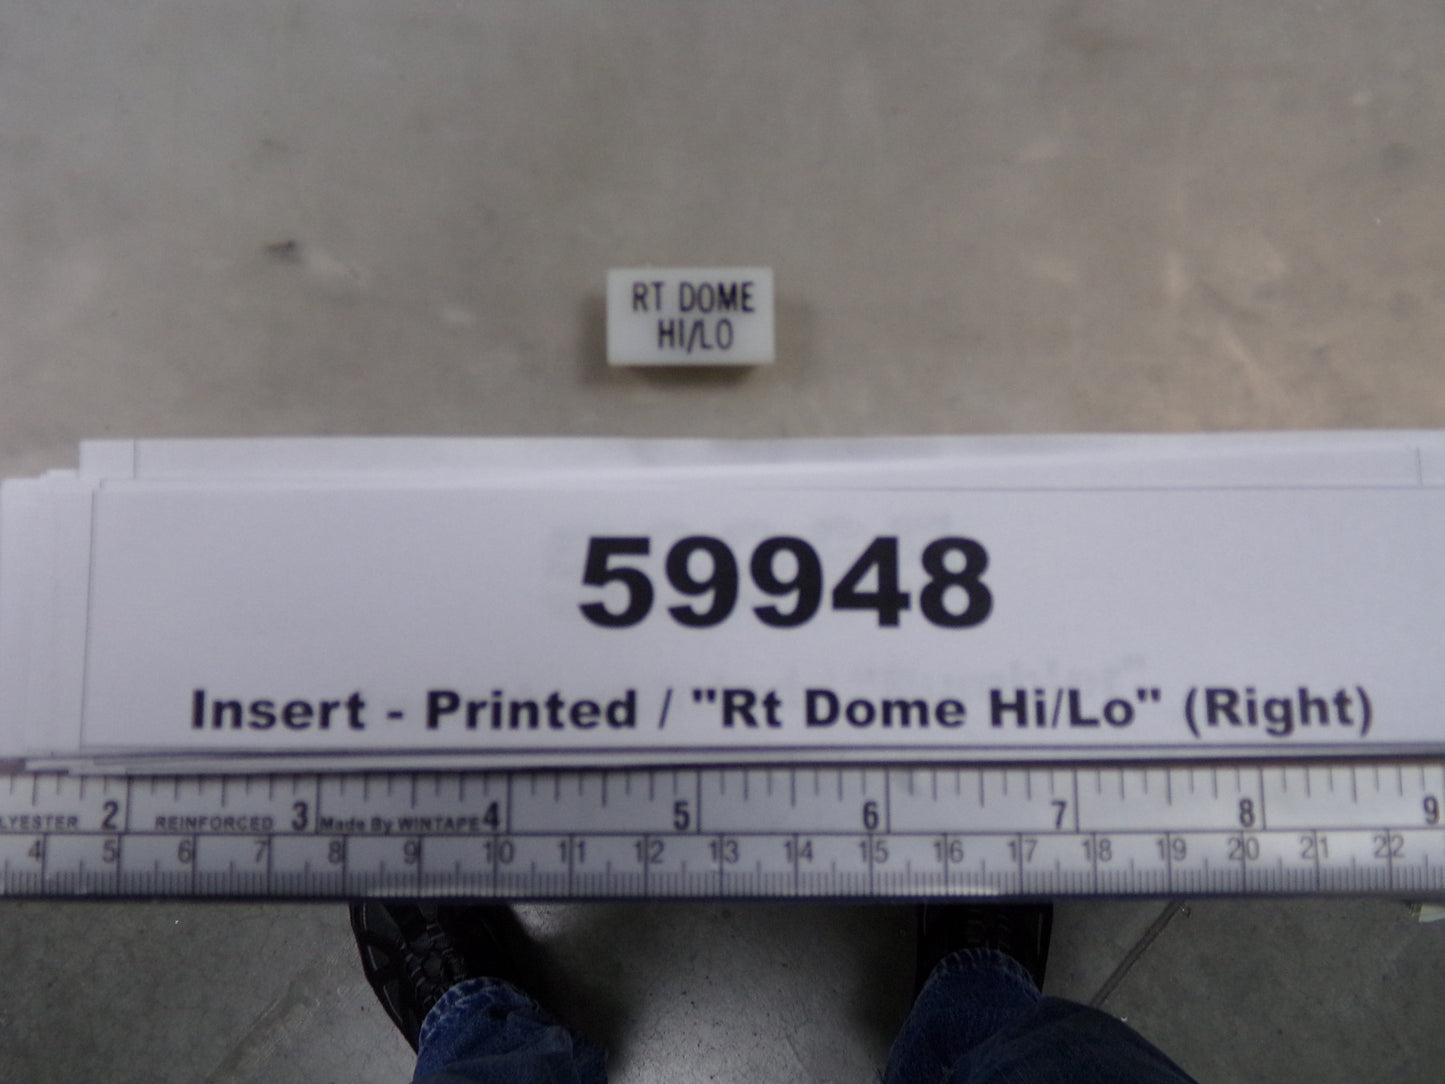 RT DOME
HI/LO
59948
Insert - Printed / "Rt Dome Hi/Lo" (Right)
LYESTER 2 REINFORCED 3 Made By WINTAPE 4 5 6 7 8 9
4 5 6 7 8 9 10 11 12 13 14 15 16 17 18 19 20 21 22